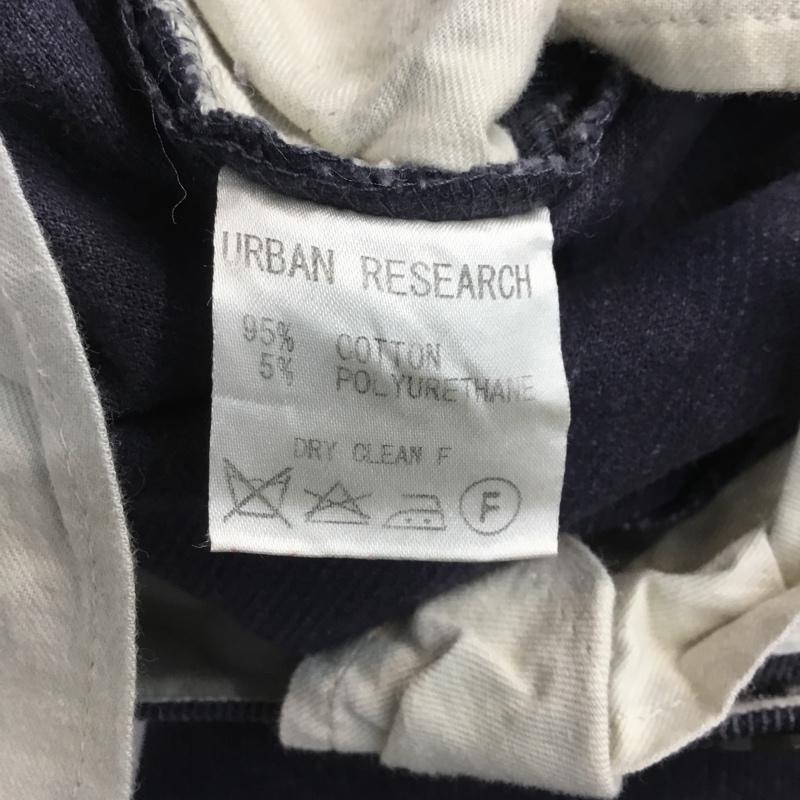 URBAN RESEARCH
95% COTTON
5% POLYURETHANE
DRY CLEAN F
F